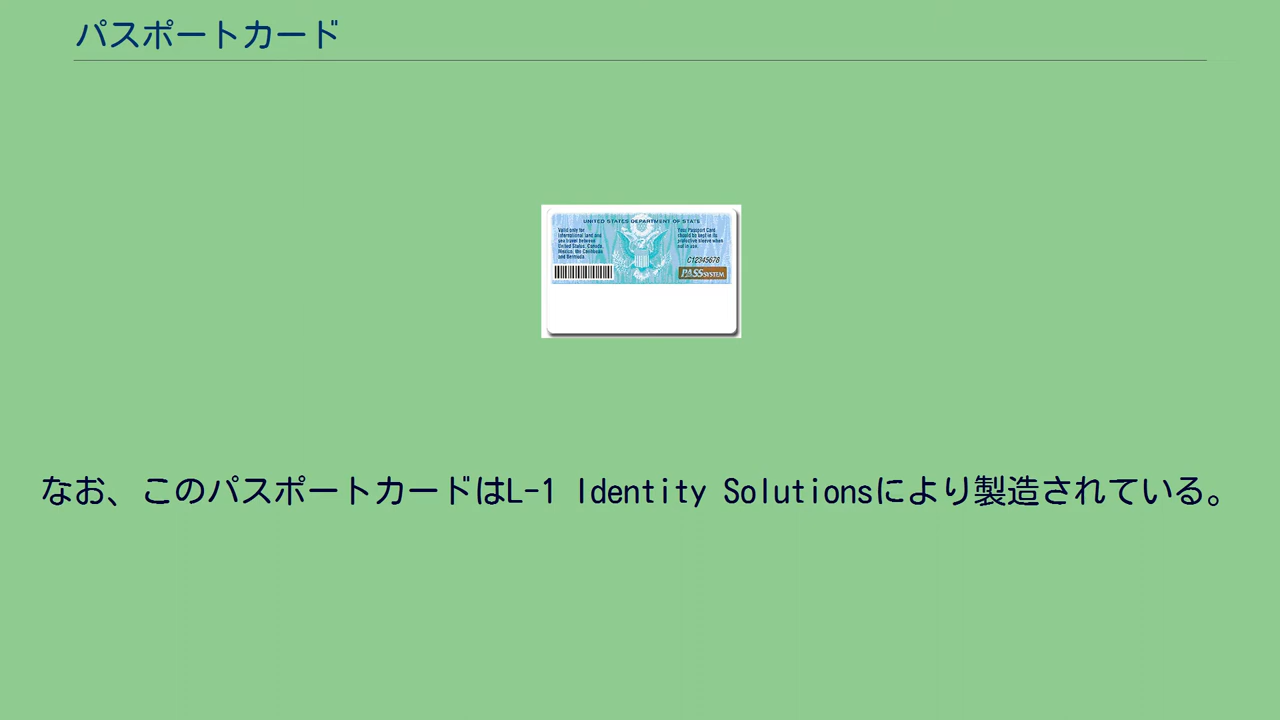 パスポートカード
UNITED STATES DEPARTMENT OF STATE
Valid only for
international land and
sea travel between
United States, Canada,
Mexico, the Caribbean
and Bermuda.
Your Passport Card
should be kept in its
protective sleeve when
not in use.
C12345678
PASS SYSTEM
なお、このパスポートカードはL-1 Identity Solutionsにより製造されている。